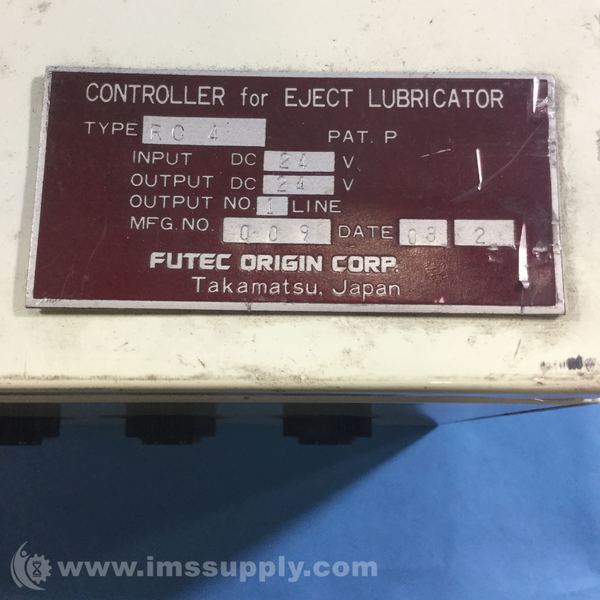 CONTROLLER for EJECT LUBRICATOR
TYPE RC 4 PAT. P
INPUT DC 24 V
OUTPUT DC 24 V
OUTPUT NO. 1 LINE
MFG. NO. 009 DATE 03 2
FUTEC ORIGIN CORP.
Takamatsu, Japan
www.imssupply.com